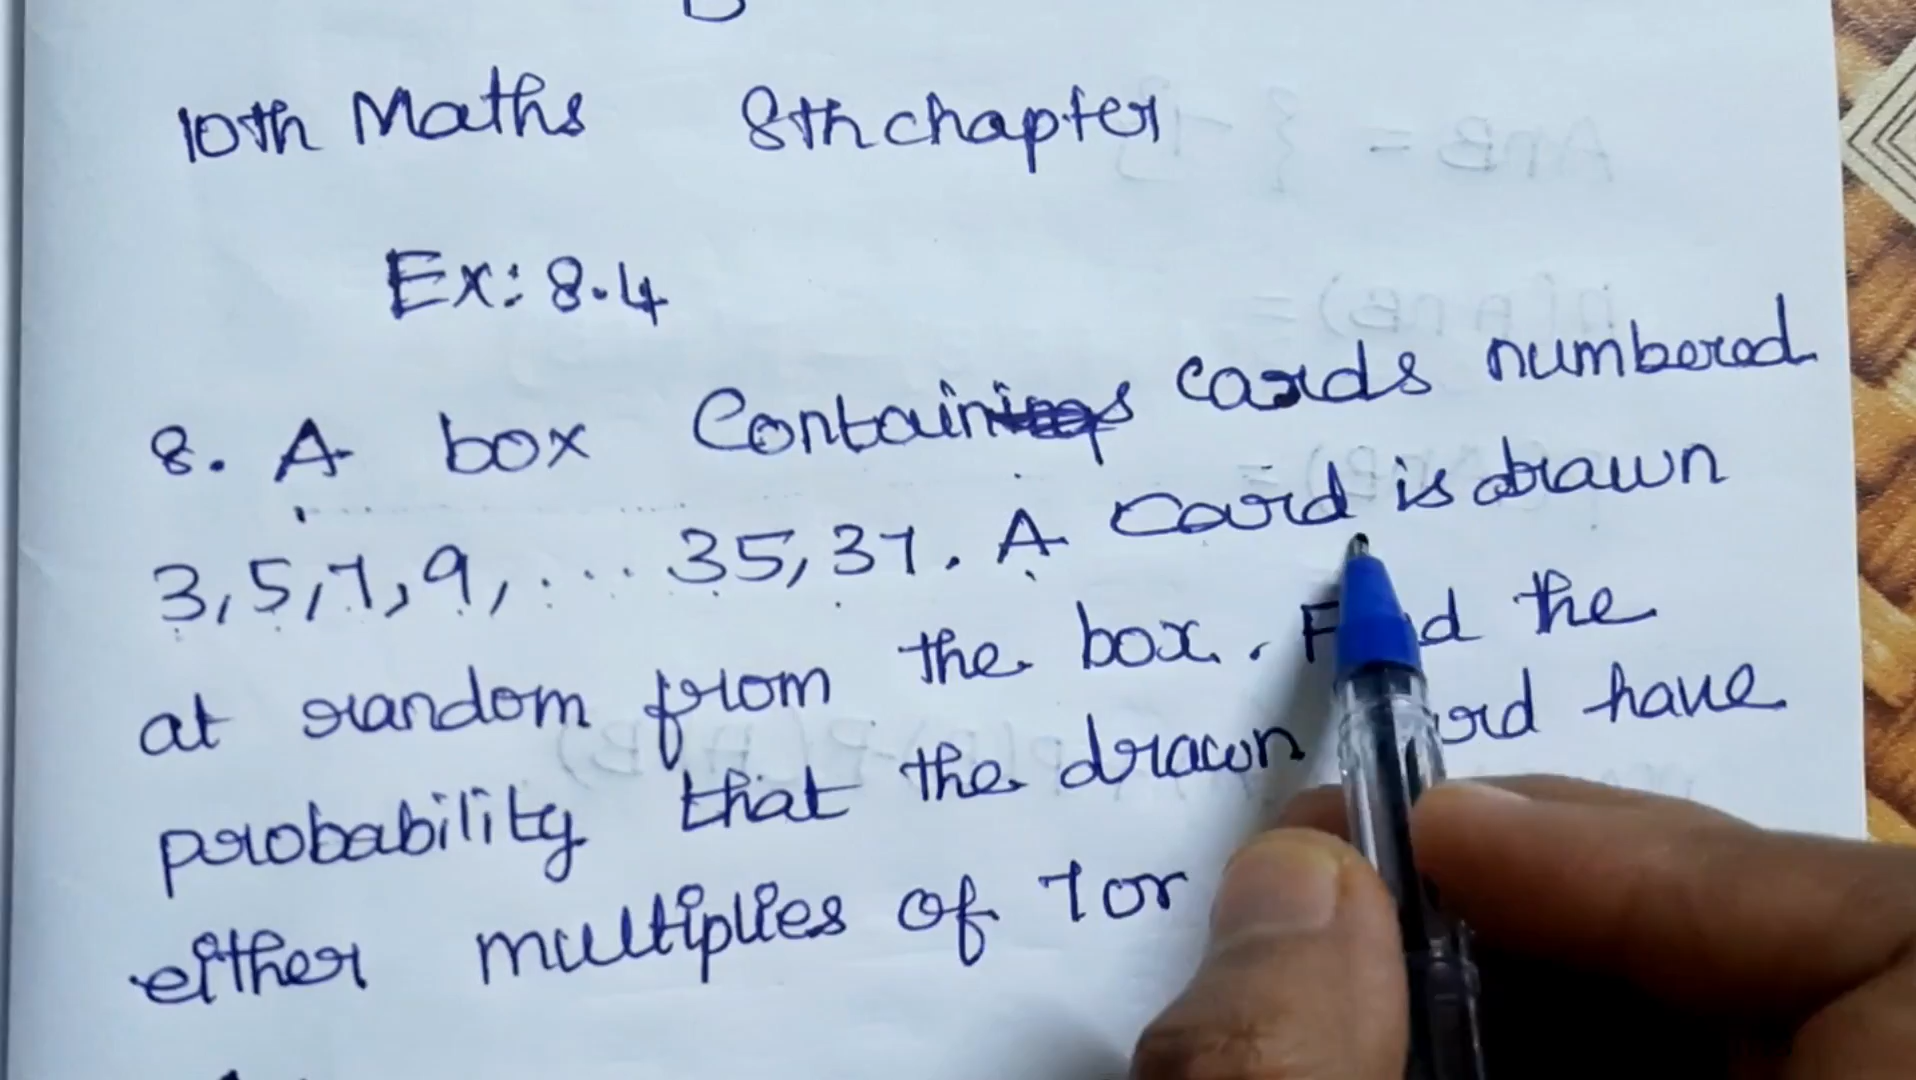 10th Maths 8th chapter
Ex: 8.4
8. A box Contains cards numbered
3, 5, 7, 9, ... 35, 37. A card is drawn
at random from the box. the
probability that the drawn have
either multiples of 7 or